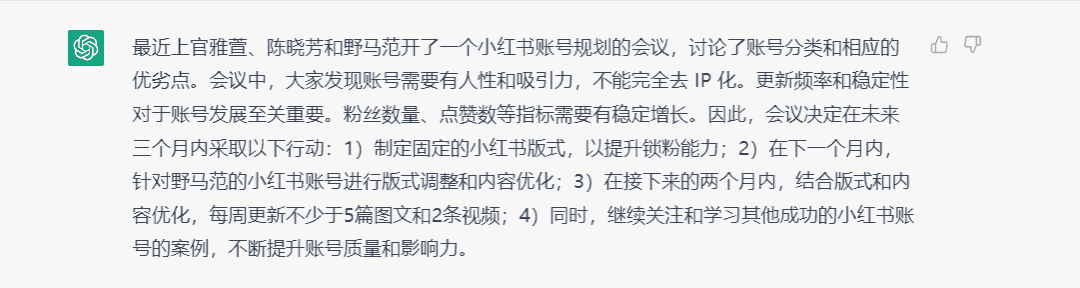 最近上官雅萱、陈晓芳和野马范开了一个小红书账号规划的会议，讨论了账号分类和相应的
优劣点。会议中，大家发现账号需要有人性和吸引力，不能完全去 IP 化。更新频率和稳定性
对于账号发展至关重要。粉丝数量、点赞数等指标需要有稳定增长。因此，会议决定在未来
三个月内采取以下行动：1）制定固定的小红书版式，以提升锁粉能力；2）在下一个月内，
针对野马范的小红书账号进行版式调整和内容优化；3）在接下来的两个月内，结合版式和内
容优化，每周更新不少于5篇图文和2条视频；4）同时，继续关注和学习其他成功的小红书账
号的案例，不断提升账号质量和影响力。